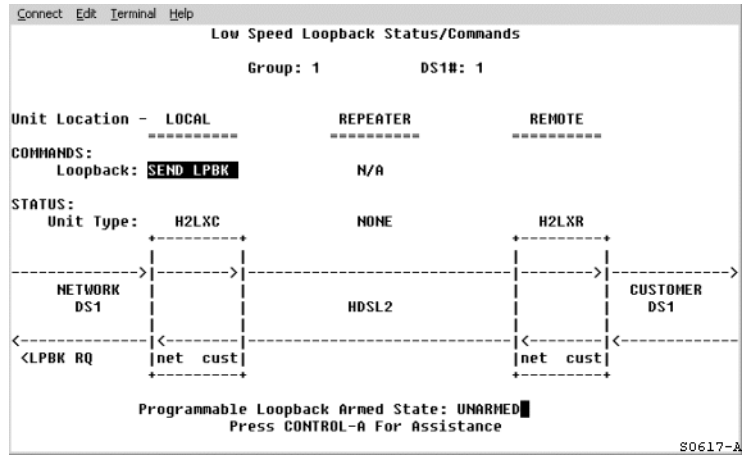 Connect Edit Terminal Help
Low Speed Loopback Status/Commands
Group: 1 DS1#: 1
Unit Location - LOCAL REPEATER REMOTE
COMMANDS:
Loopback: SEND LPBK N/A
STATUS:
Unit Type: H2LXC NONE H2LXR
NETWORK CUSTOMER
DS1 HDSL2 DS1
<LPBK RQ net cust net cust
Programmable Loopback Armed State: UNARMED
Press CONTROL-A For Assistance
S0617-A